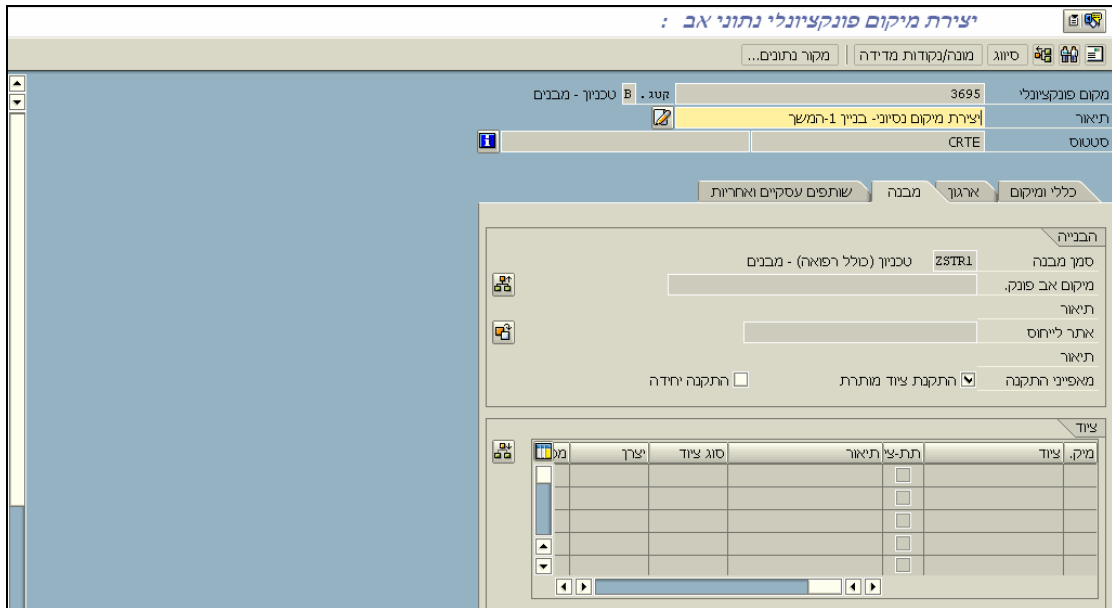 יצירת מיקום פונקציונלי נתוני אב :
סיווג מונה/נקודות מדידה מקור נתונים...
מקום פונקציונלי 3695 קטג. B טכניון - מבנים
תיאור יצירת מיקום נסיוני- בניין 1-המשך
סטטוס CRTE
כללי ומיקום ארגון מבנה שותפים עסקיים ואחריות
הבנייה
סמן מבנה ZSTR1 טכניון (כולל רפואה) - מבנים
מיקום אב פונק.
תיאור
אתר לייחוס
תיאור
מאפייני התקנה התקנת ציוד מותרת התקנה יחידה
ציוד
מיק. ציוד תת-צי תיאור סוג ציוד יצרן מכ